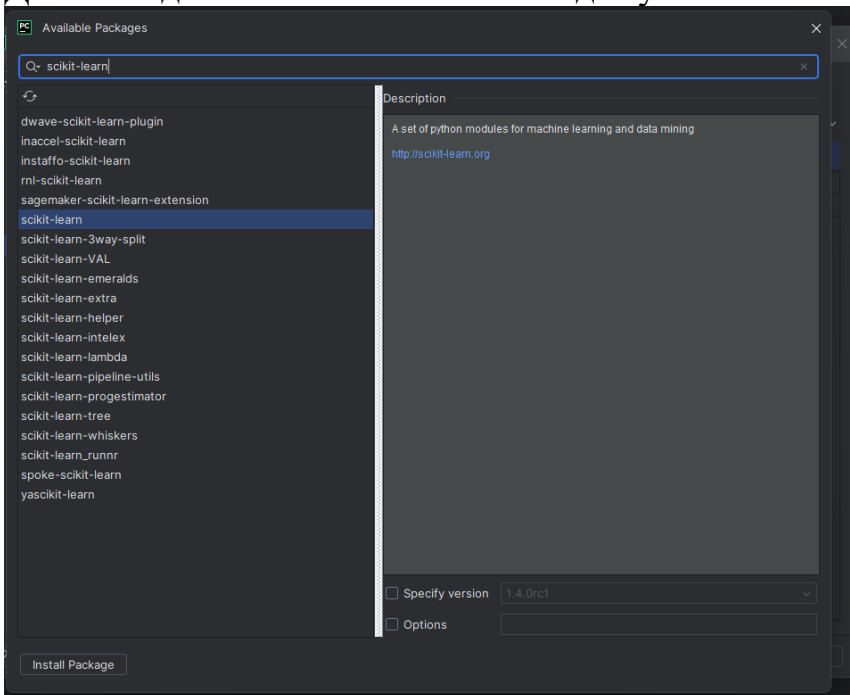 Available Packages
scikit-learn
Description
dwave-scikit-learn-plugin
inaccel-scikit-learn
instaffo-scikit-learn
rnl-scikit-learn
sagemaker-scikit-learn-extension
scikit-learn
scikit-learn-3way-split
scikit-learn-VAL
scikit-learn-emeralds
scikit-learn-extra
scikit-learn-helper
scikit-learn-intelex
scikit-learn-lambda
scikit-learn-pipeline-utils
scikit-learn-progestimator
scikit-learn-tree
scikit-learn-whiskers
scikit-learn_runnr
spoke-scikit-learn
yascikit-learn
A set of python modules for machine learning and data mining
http://scikit-learn.org
Specify version 1.4.0rc1
Options
Install Package